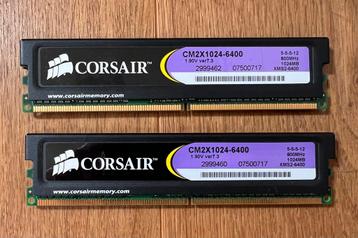 CORSAIR
www.corsairmemory.com
CM2X1024-6400
1.90V ver7.3
2999460 07500717
5-5-5-12
800MHz
1024MB
XMS2-6400
CORSAIR
www.corsairmemory.com
CM2X1024-6400
1.90V ver7.3
2999460 07500717
5-5-5-12
800MHz
1024MB
XMS2-6400